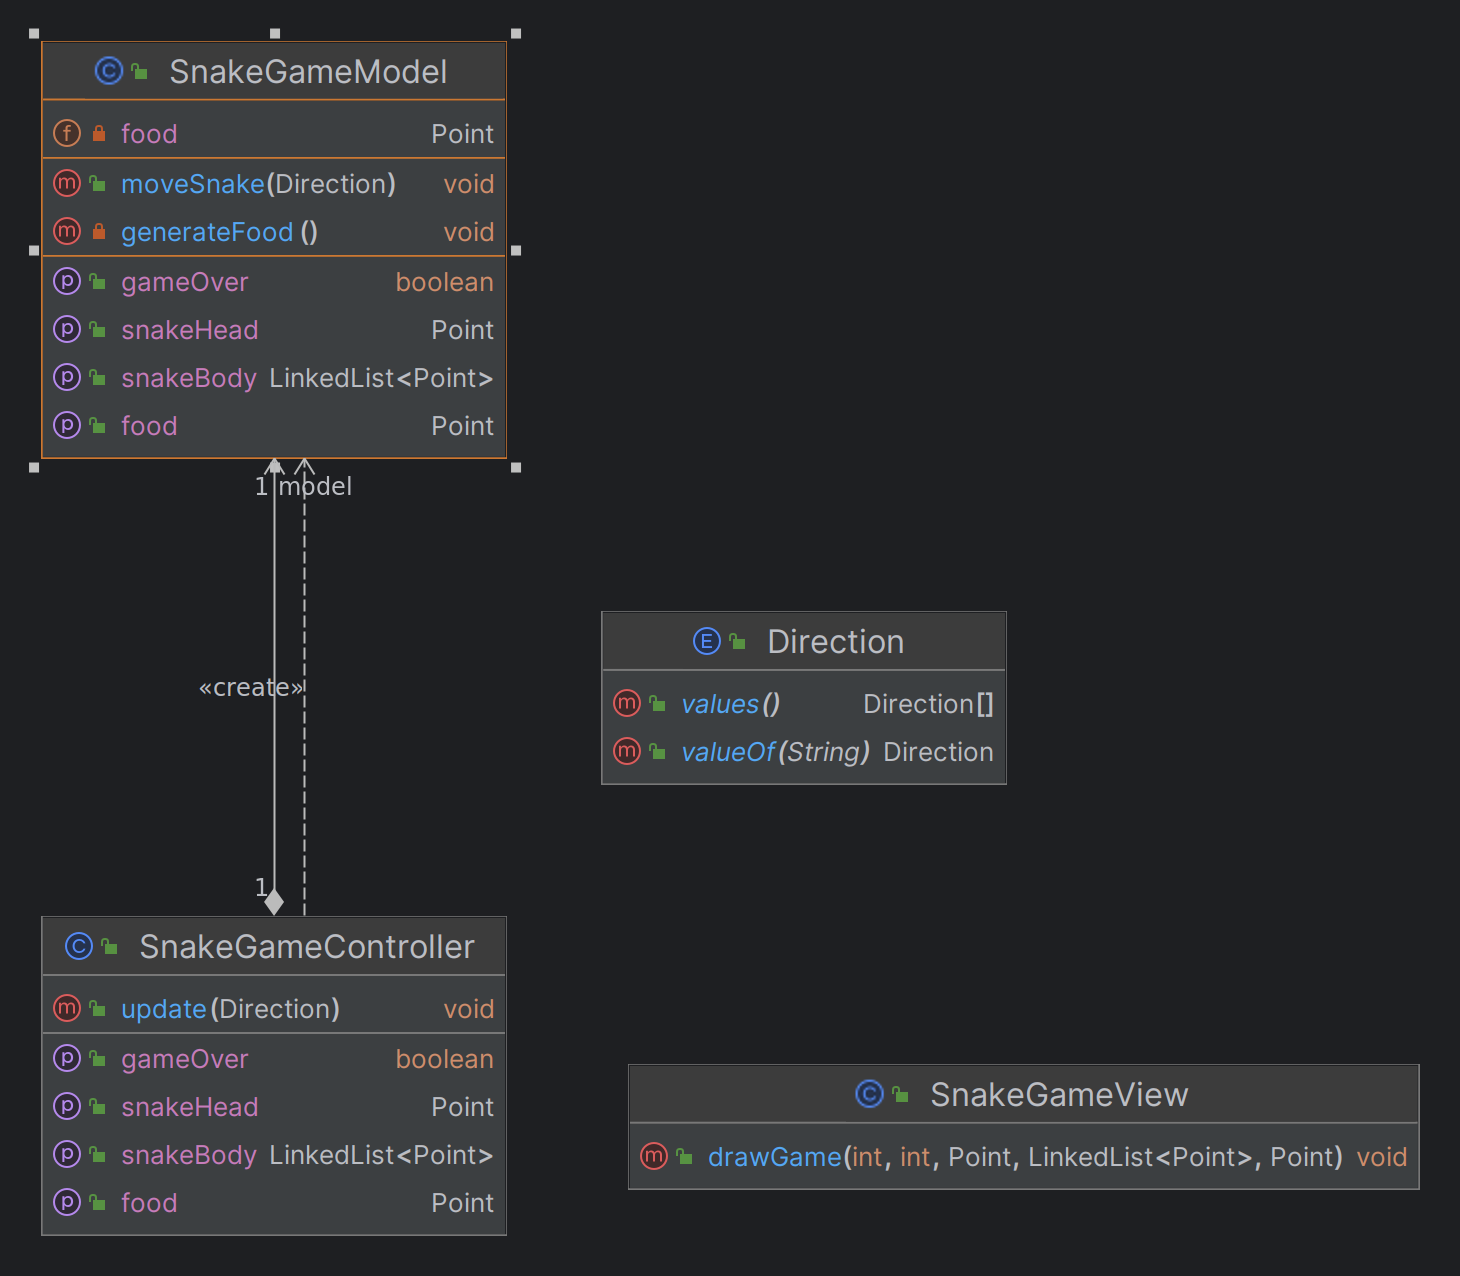 SnakeGameModel
food Point
moveSnake(Direction) void
generateFood () void
gameOver boolean
snakeHead Point
snakeBody LinkedList<Point>
food Point
1 model
«create»
1
SnakeGameController
update(Direction) void
gameOver boolean
snakeHead Point
snakeBody LinkedList<Point>
food Point
Direction
values() Direction[]
valueOf(String) Direction
SnakeGameView
drawGame(int, int, Point, LinkedList<Point>, Point) void